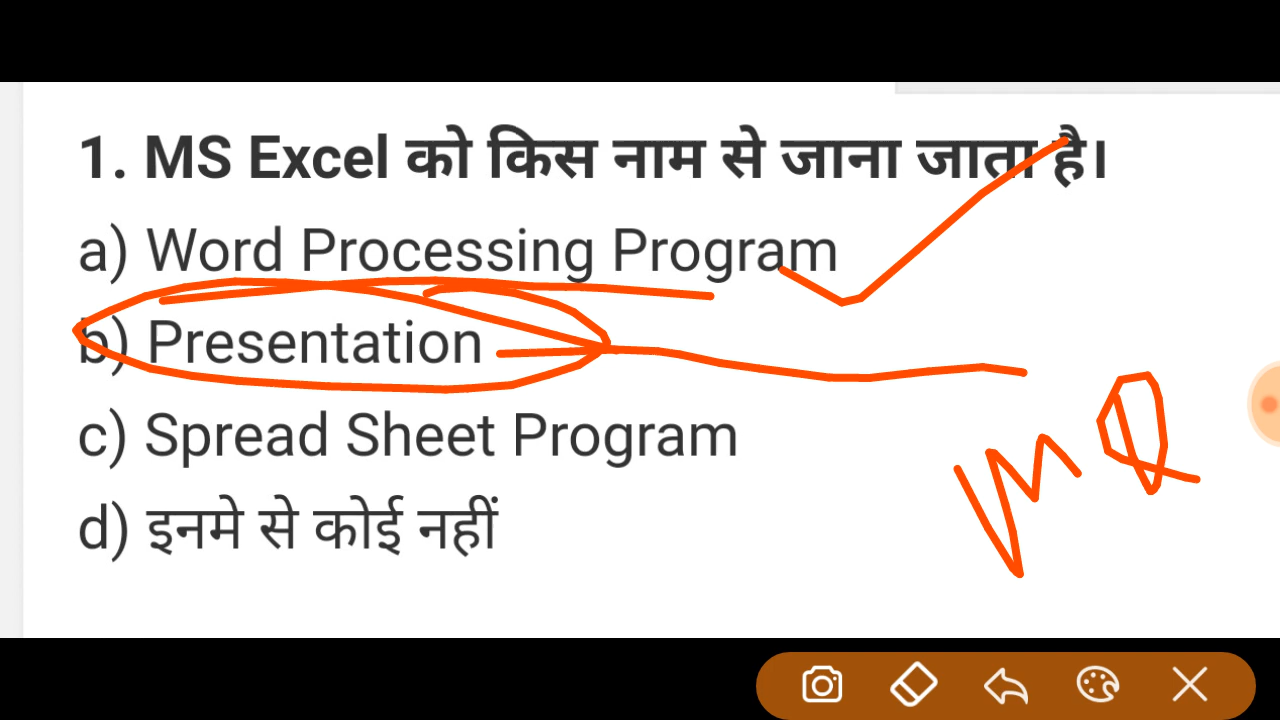 1. MS Excel को किस नाम से जाना जाता है।
a) Word Processing Program
b) Presentation
c) Spread Sheet Program
d) इनमे से कोई नहीं